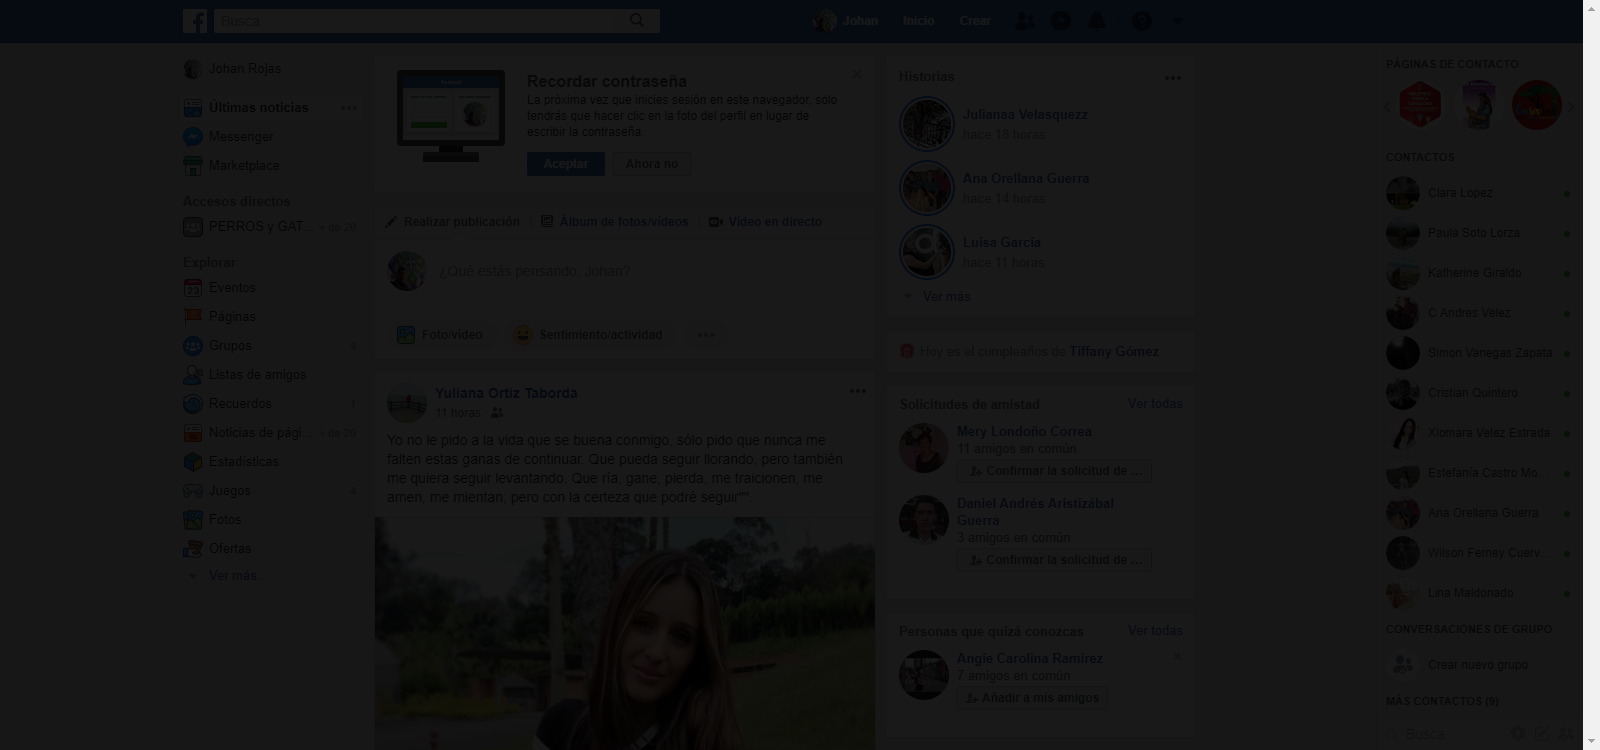 Busca
Johan
Inicio
Crear
Johan Rojas
Últimas noticias
Messenger
Marketplace
Accesos directos
PERROS y GAT...
+ de 20
Explorar
Eventos
Páginas
Grupos
Listas de amigos
Recuerdos
1
Noticias de pági...
+ de 20
Estadísticas
Juegos
Fotos
Ofertas
Ver más...
Recordar contraseña
La próxima vez que inicies sesión en este navegador, solo
tendrás que hacer clic en la foto del perfil en lugar de
escribir la contraseña.
Aceptar
Ahora no
Realizar publicación
Álbum de fotos/vídeos
Vídeo en directo
¿Qué estás pensando, Johan?
Foto/vídeo
Sentimiento/actividad
Yuliana Ortiz Taborda
11 horas
Yo no le pido a la vida que se buena conmigo, sólo pido que nunca me
falten estas ganas de continuar. Que pueda seguir llorando, pero también
me quiera seguir levantando. Que ría, gane, pierda, me traicionen, me
amen, me mientan, pero con la certeza que podré seguir"".
Historias
Julianaa Velasquezz
hace 18 horas
Ana Orellana Guerra
hace 14 horas
Luisa García
hace 11 horas
Ver más
Hoy es el cumpleaños de Tiffany Gómez
Solicitudes de amistad
Ver todas
Mery Londoño Correa
11 amigos en común
Confirmar la solicitud de ...
Daniel Andrés Aristizábal
Guerra
3 amigos en común
Confirmar la solicitud de ...
Personas que quizá conozcas
Ver todas
Angie Carolina Ramirez
7 amigos en común
Añadir a mis amigos
PÁGINAS DE CONTACTO
CONTACTOS
Clara Lopez
Paula Soto Lorza
Katherine Giraldo
C Andres Velez
Simon Vanegas Zapata
Cristian Quintero
Xiomara Velez Estrada
Estefanía Castro Mo...
Ana Orellana Guerra
Wilson Ferney Cuerv...
Lina Maldonado
CONVERSACIONES DE GRUPO
Crear nuevo grupo
MÁS CONTACTOS (9)
Busca